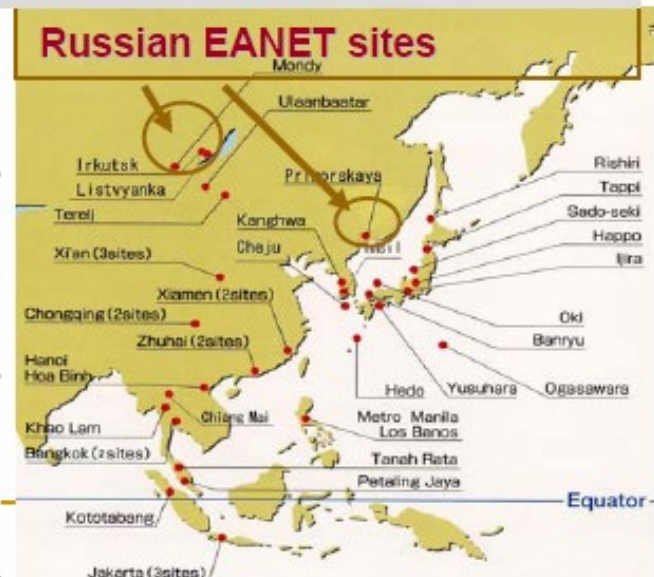 Russian EANET sites
Mondy
Ulaanbaatar
Irkutsk
Listvyanka
Terelj
Primorskaya
Rishiri
Tappi
Sado-seki
Happo
Ijira
Kanghwa
Cheju
Xi'an (3sites)
Xiamen (2sites)
Chongqing (2sites)
Zhuhai (2sites)
Oki
Banryu
Hanoi
Hoa Binh
Hedo
Yusuhara
Ogasawara
Chiang Mai
Metro Manila
Los Banos
Khao Lam
Bangkok (2sites)
Tanah Rata
Petaling Jaya
Equator
Kototabang
Jakarta (3sites)